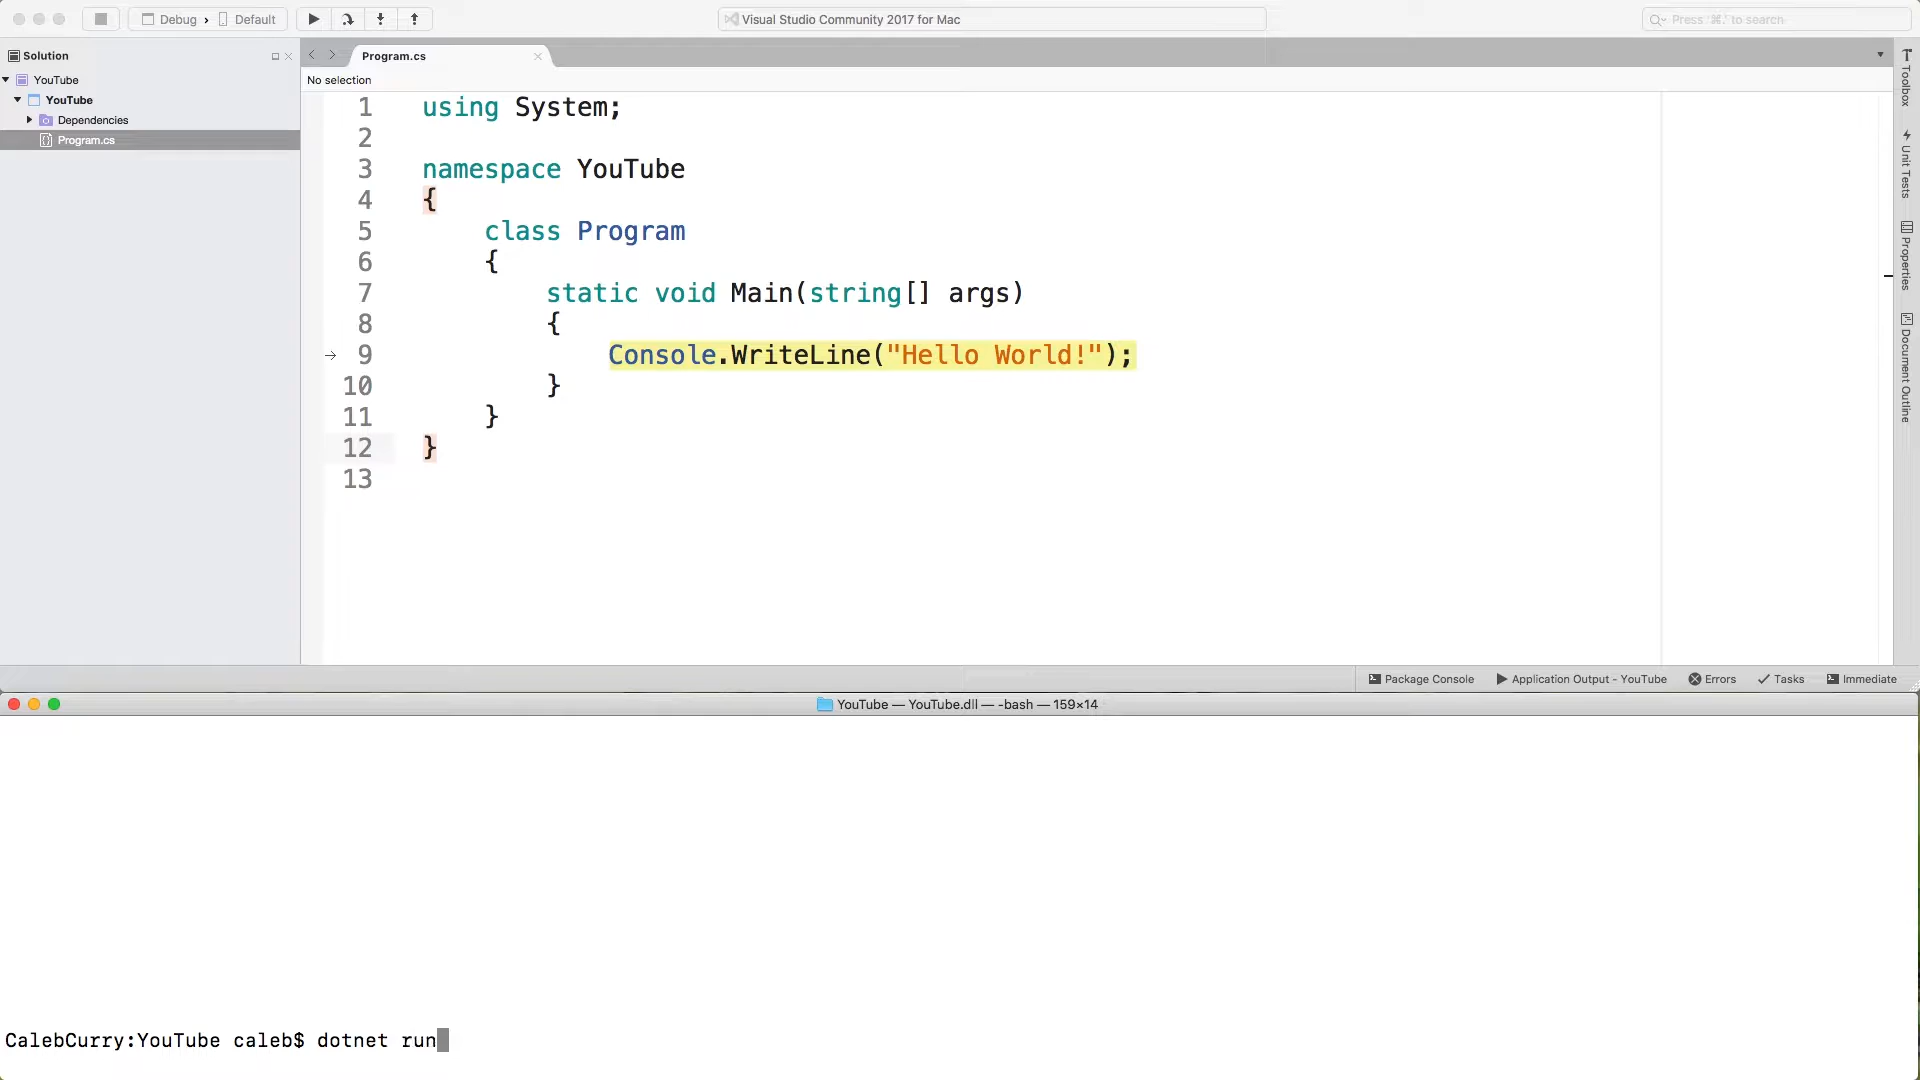 Debug › Default
Visual Studio Community 2017 for Mac
Press '⌘.' to search
Solution
Program.cs
No selection
YouTube
YouTube
Dependencies
Program.cs
1 using System;
2
3 namespace YouTube
4 {
5 class Program
6 {
7 static void Main(string[] args)
8 {
9 Console.WriteLine("Hello World!");
10 }
11 }
12 }
13
Toolbox
Unit Tests
Properties
Document Outline
Package Console
Application Output - YouTube
Errors
Tasks
Immediate
YouTube — YouTube.dll — -bash — 159×14
CalebCurry:YouTube caleb$ dotnet run